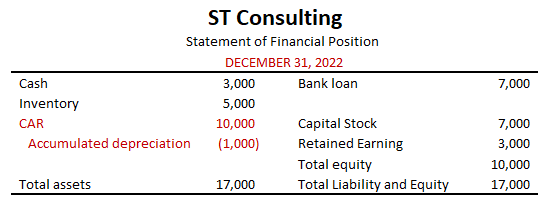 ST Consulting
Statement of Financial Position
DECEMBER 31, 2022
Cash 3,000 Bank loan 7,000
Inventory 5,000
CAR 10,000 Capital Stock 7,000
Accumulated depreciation (1,000) Retained Earning 3,000
Total equity 10,000
Total assets 17,000 Total Liability and Equity 17,000